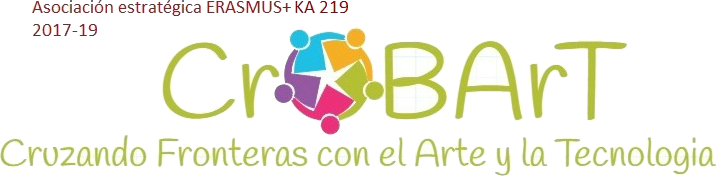 Asociación estratégica ERASMUS+ KA 219
2017-19
CrOBArT
Cruzando Fronteras con el Arte y la Tecnologia